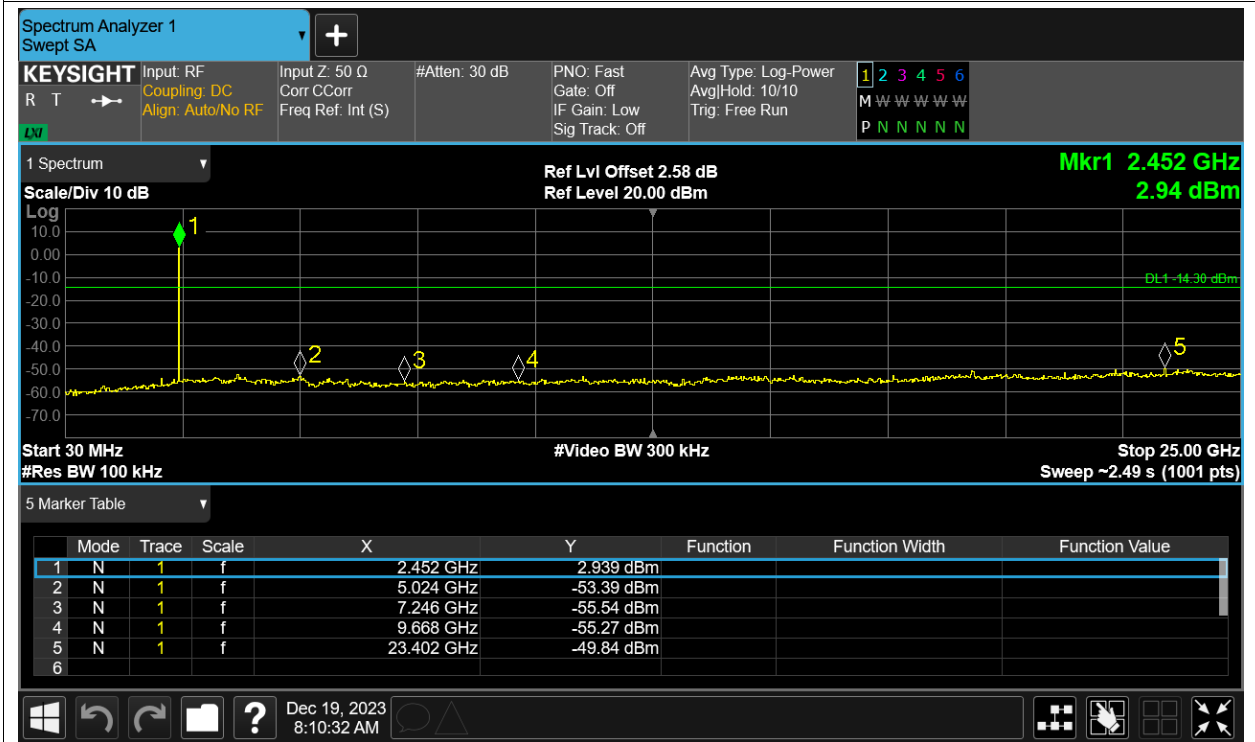 Spectrum Analyzer 1
Swept SA
+
KEYSIGHT
R T
LXI
Input: RF
Coupling: DC
Align: Auto/No RF
Input Z: 50 Ω
Corr CCorr
Freq Ref: Int (S)
#Atten: 30 dB
PNO: Fast
Gate: Off
IF Gain: Low
Sig Track: Off
Avg Type: Log-Power
Avg|Hold: 10/10
Trig: Free Run
1 2 3 4 5 6
M W W W W W
P N N N N N
1 Spectrum
Scale/Div 10 dB
Ref Lvl Offset 2.58 dB
Ref Level 20.00 dBm
Mkr1 2.452 GHz
2.94 dBm
Log
10.0
0.00
-10.0
-20.0
-30.0
-40.0
-50.0
-60.0
-70.0
1
DL1 -14.30 dBm
2
3
4
5
Start 30 MHz
#Res BW 100 kHz
#Video BW 300 kHz
Stop 25.00 GHz
Sweep ~2.49 s (1001 pts)
5 Marker Table
Mode Trace Scale X Y Function Function Width Function Value
1 N 1 f 2.452 GHz 2.939 dBm
2 N 1 f 5.024 GHz -53.39 dBm
3 N 1 f 7.246 GHz -55.54 dBm
4 N 1 f 9.668 GHz -55.27 dBm
5 N 1 f 23.402 GHz -49.84 dBm
6
?
Dec 19, 2023
8:10:32 AM